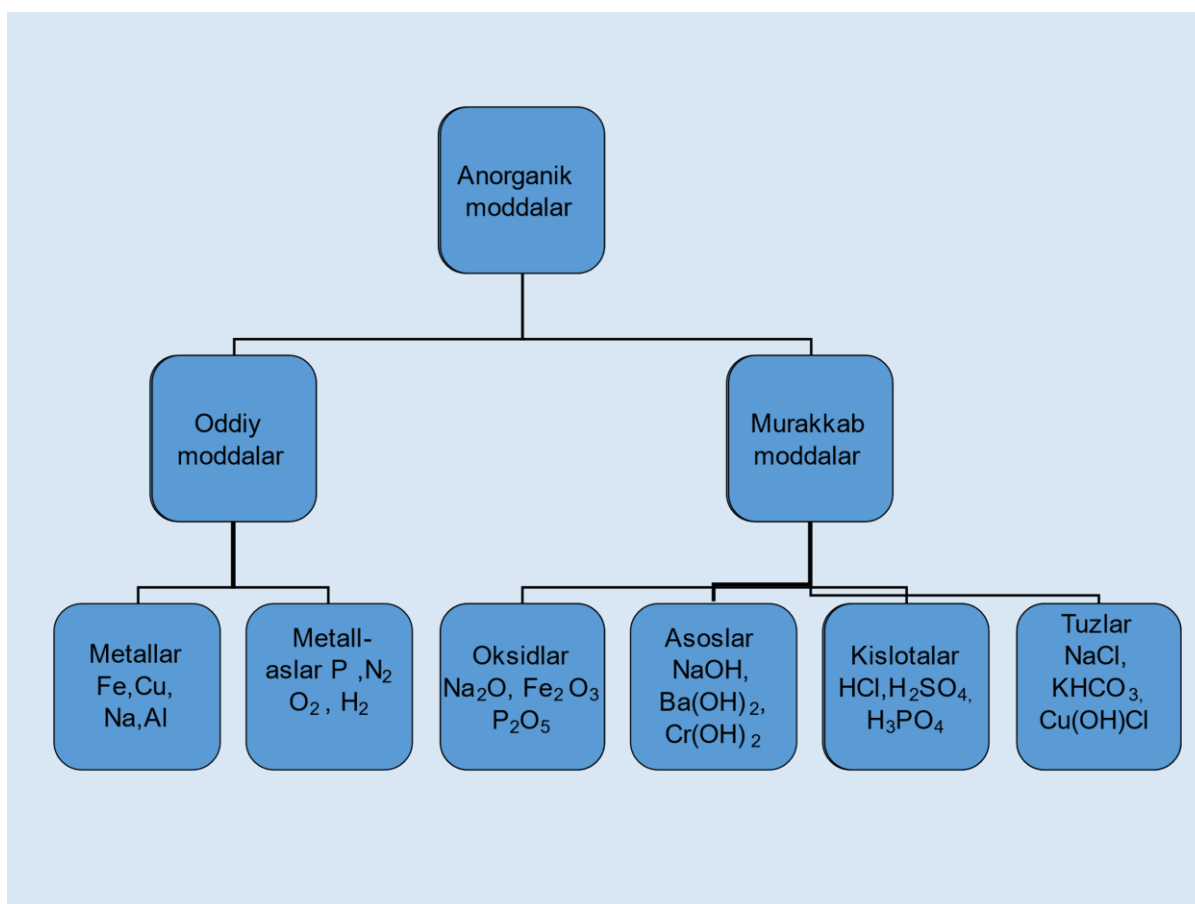 Anorganik
moddalar
Oddiy
moddalar
Murakkab
moddalar
Metallar
Fe,Cu,
Na,Al
Metall-
aslar P ,N₂
O₂ , H₂
Oksidlar
Na₂O, Fe₂ O₃
P₂O₅
Asoslar
NaOH,
Ba(OH) ₂,
Cr(OH) ₂
Kislotalar
HCl,H₂SO₄,
H₃PO₄
Tuzlar
NaCl,
KHCO₃,
Cu(OH)Cl